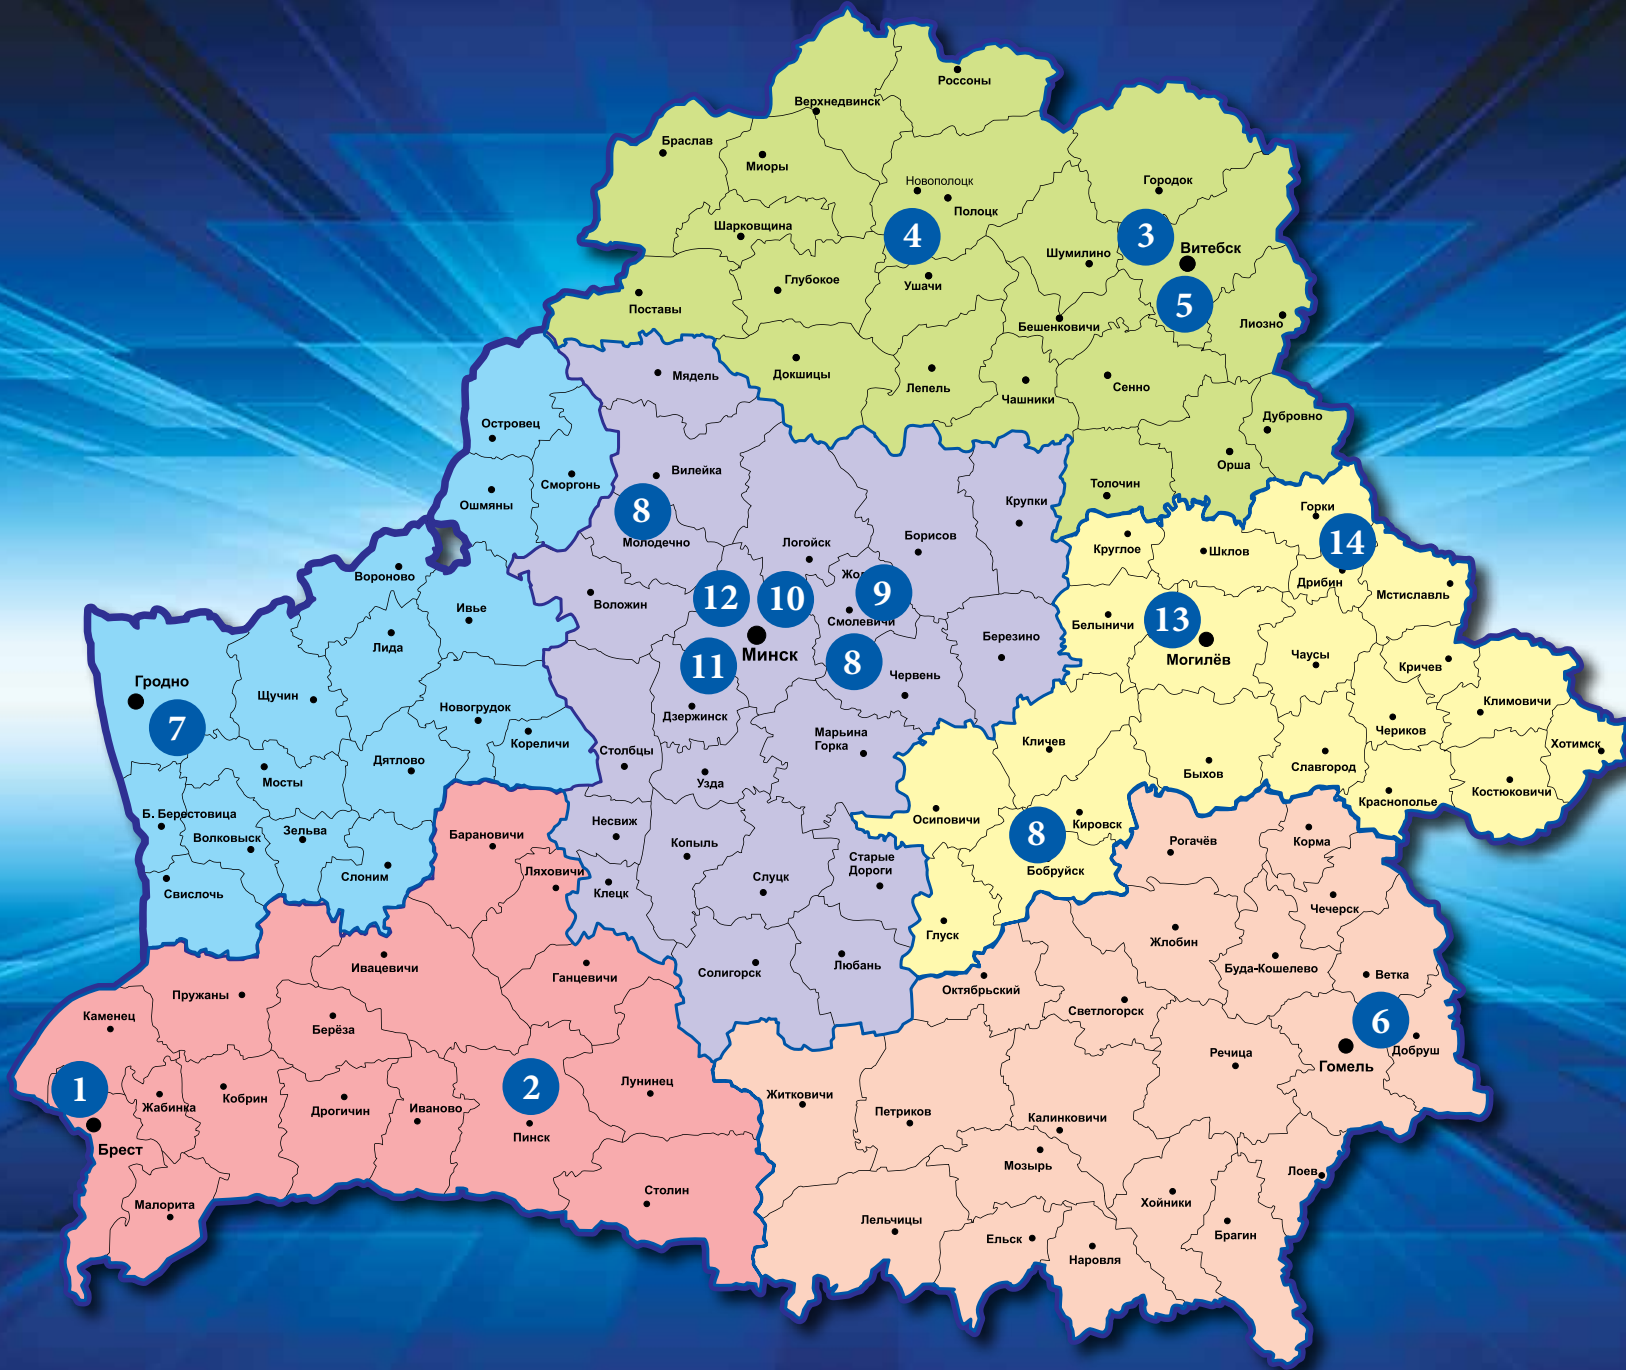 Россоны
Верхнедвинск
Браслав
Миоры
Городок
Новополоцк
Полоцк
Шарковщина
4
3
Витебск
Шумилино
Глубокое
Ушачи
Поставы
5
Бешенковичи
Лиозно
Докшицы
Мядель
Лепель
Сенно
Чашники
Дубровно
Островец
Орша
Вилейка
Сморгонь
Толочин
Ошмяны
Крупки
Горки
8
Молодечно
Логойск
Борисов
Круглое
Шклов
14
Вороново
Дрибин
Мстиславль
12
10
9
Воложин
Ивье
Смолевичи
Белыничи
13
Березино
Лида
Минск
Могилёв
Чаусы
11
8
Кричев
Червень
Гродно
Щучин
Новогрудок
Дзержинск
Климовичи
7
Марьина
Горка
Кличев
Чериков
Кореличи
Столбцы
Хотимск
Дятлово
Мосты
Узда
Быхов
Славгород
Костюковичи
Краснополье
Б. Берестовица
Несвиж
Осиповичи
8
Кировск
Волковыск
Зельва
Барановичи
Копыль
Рогачёв
Корма
Старые
Дороги
Слоним
Ляховичи
Бобруйск
Свислочь
Клецк
Слуцк
Чечерск
Глуск
Жлобин
Ивацевичи
Ганцевичи
Солигорск
Любань
Буда-Кошелево
Ветка
Пружаны
Октябрьский
Каменец
Берёза
Светлогорск
6
Добруш
Речица
Гомель
1
2
Лунинец
Кобрин
Жабинка
Дрогичин
Иваново
Житковичи
Петриков
Калинковичи
Пинск
Брест
Мозырь
Лоев
Столин
Малорита
Хойники
Лельчицы
Ельск
Брагин
Наровля